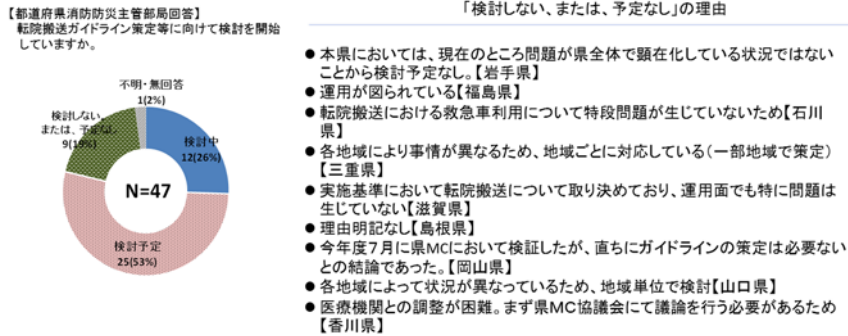 【都道府県消防防災主管部局回答】
転院搬送ガイドライン策定等に向けて検討を開始
していますか。
不明・無回答
1(2%)
検討しない、
または、予定なし
9(19%)
検討中
12(26%)
N=47
検討予定
25(53%)
「検討しない、または、予定なし」の理由
● 本県においては、現在のところ問題が県全体で顕在化している状況ではない
ことから検討予定なし。【岩手県】
● 運用が図られている【福島県】
● 転院搬送における救急車利用について特段問題が生じていないため【石川
県】
● 各地域により事情が異なるため、地域ごとに対応している(一部地域で策定)
【三重県】
● 実施基準において転院搬送について取り決めており、運用面でも特に問題は
生じていない【滋賀県】
● 理由明記なし【島根県】
● 今年度7月に県MCにおいて検証したが、直ちにガイドラインの策定は必要ない
との結論であった。【岡山県】
● 各地域によって状況が異なっているため、地域単位で検討【山口県】
● 医療機関との調整が困難。まず県MC協議会にて議論を行う必要があるため
【香川県】